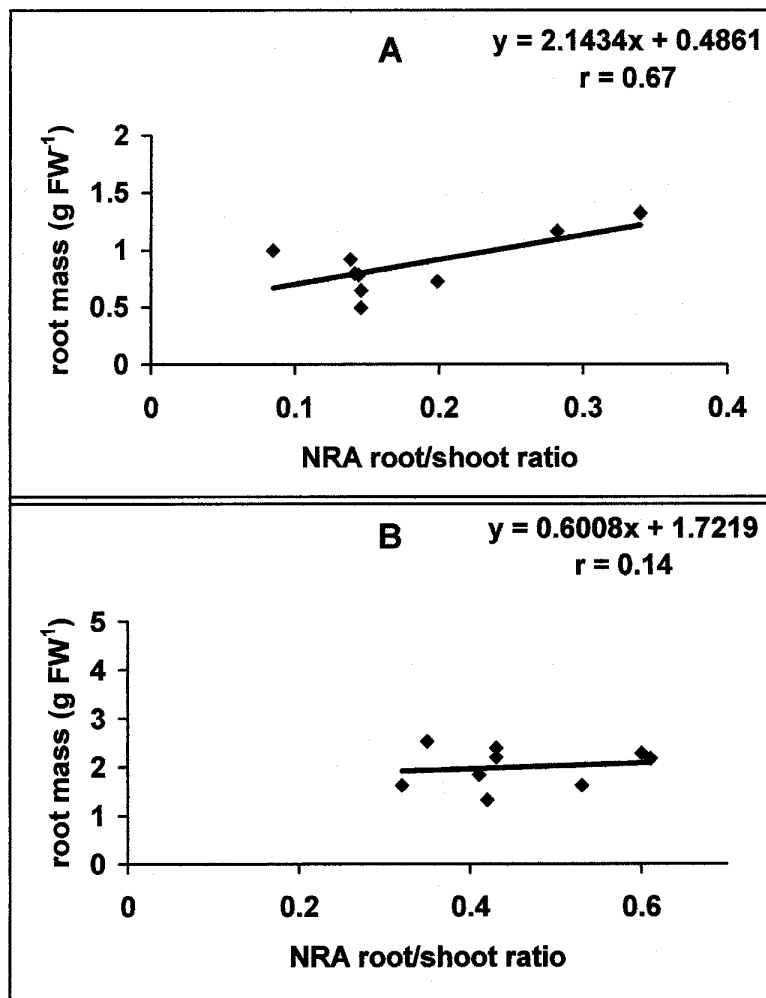 A
y = 2.1434x + 0.4861
r = 0.67
root mass (g FW⁻¹)
2
1.5
1
0.5
0
0
0.1
0.2
0.3
0.4
NRA root/shoot ratio
B
y = 0.6008x + 1.7219
r = 0.14
root mass (g FW⁻¹)
5
4
3
2
1
0
0
0.2
0.4
0.6
NRA root/shoot ratio